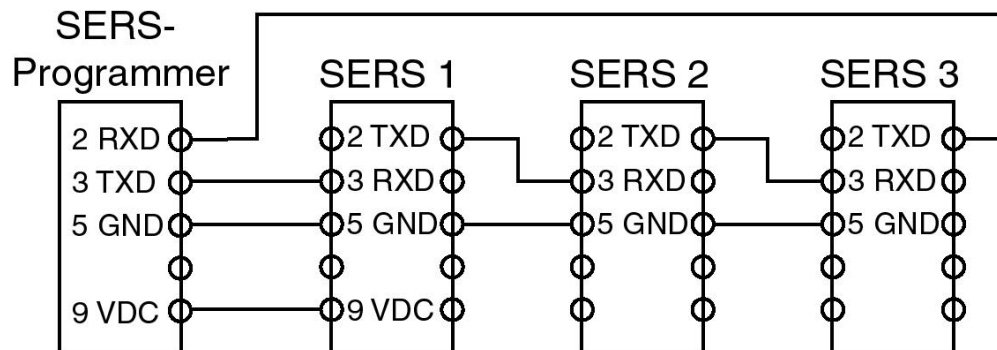 SERS-
Programmer
SERS 1
SERS 2
SERS 3
2 RXD
2 TXD
2 TXD
2 TXD
3 TXD
3 RXD
3 RXD
3 RXD
5 GND
5 GND
5 GND
5 GND
9 VDC
9 VDC